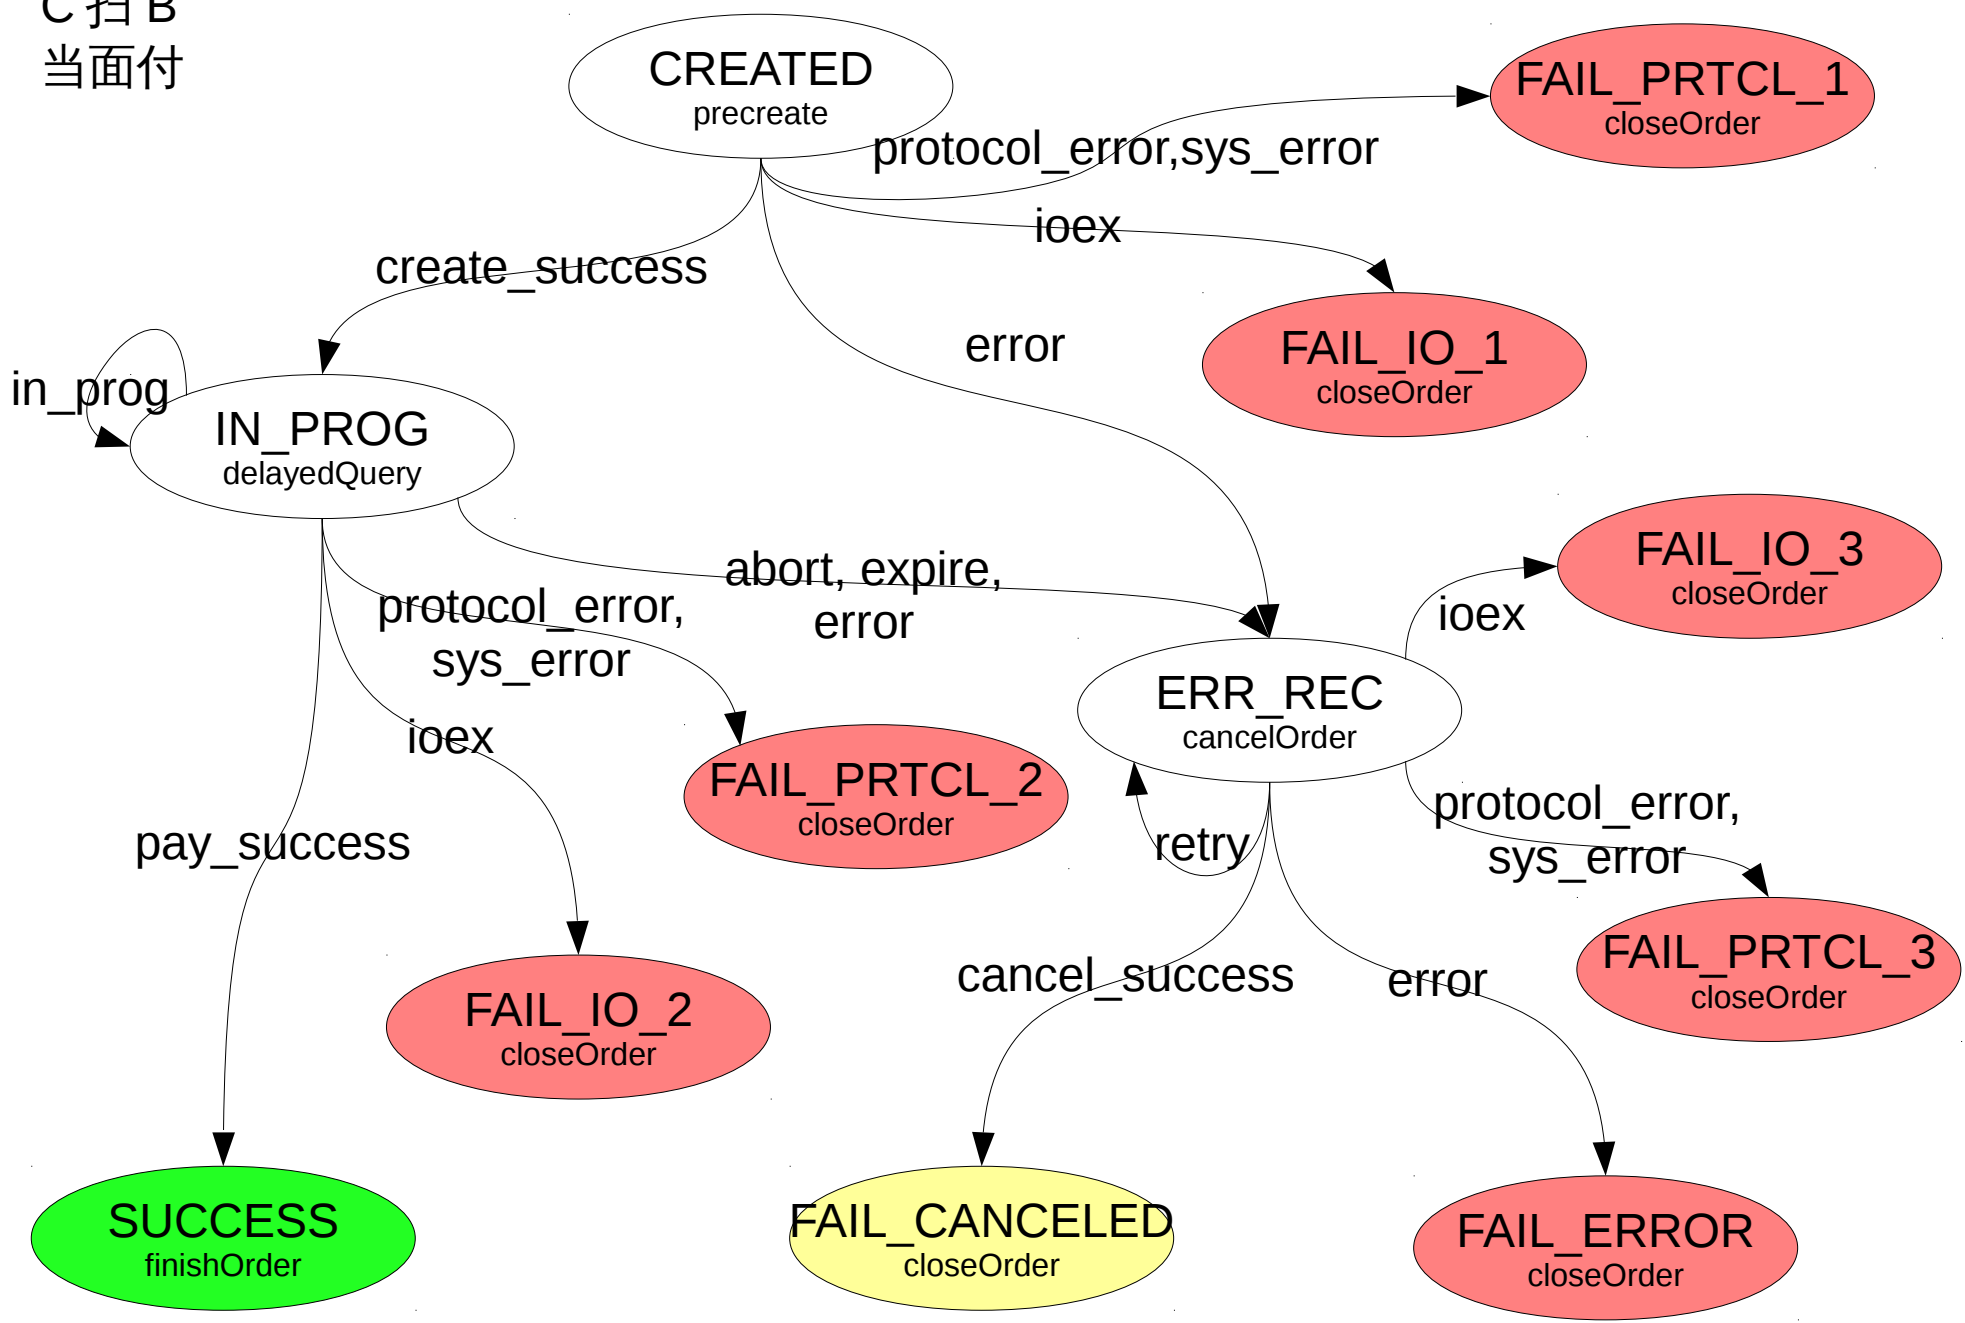 C 扫 B
当面付
CREATED
precreate
FAIL_PRTCL_1
closeOrder
protocol_error,sys_error
ioex
create_success
error
FAIL_IO_1
closeOrder
in_prog
IN_PROG
delayedQuery
abort, expire,
error
protocol_error,
sys_error
ioex
FAIL_IO_3
closeOrder
ioex
ERR_REC
cancelOrder
FAIL_PRTCL_2
closeOrder
pay_success
retry
protocol_error,
sys_error
FAIL_PRTCL_3
closeOrder
cancel_success
error
FAIL_IO_2
closeOrder
SUCCESS
finishOrder
FAIL_CANCELED
closeOrder
FAIL_ERROR
closeOrder